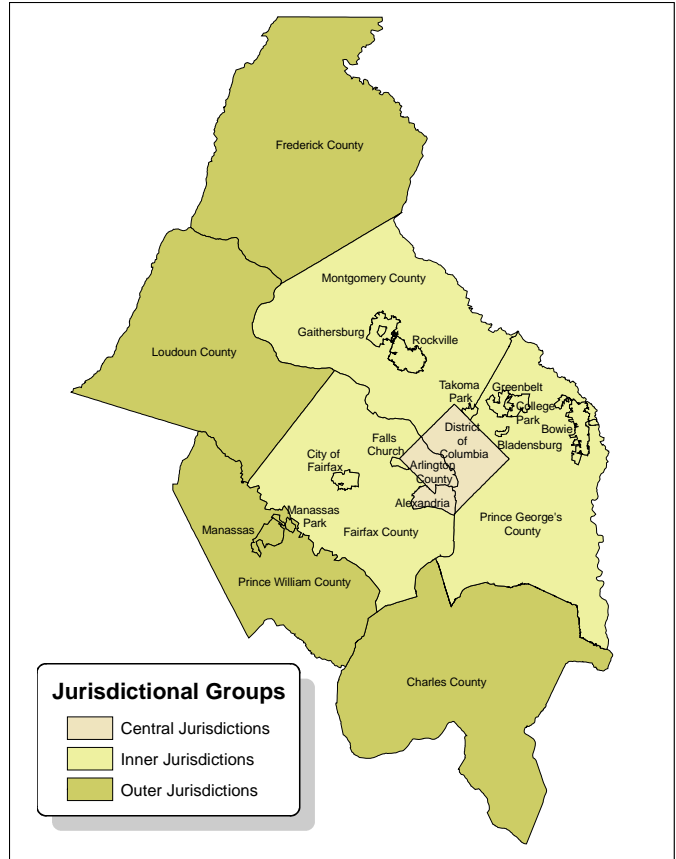 Frederick County
Montgomery County
Gaithersburg
Rockville
Loudoun County
Takoma
Park
Greenbelt
College
Park
Bowie
Bladensburg
District
of
Columbia
Falls
Church
Arlington
County
City of
Fairfax
Alexandria
Manassas
Park
Manassas
Fairfax County
Prince George's
County
Prince William County
Charles County
Jurisdictional Groups
Central Jurisdictions
Inner Jurisdictions
Outer Jurisdictions